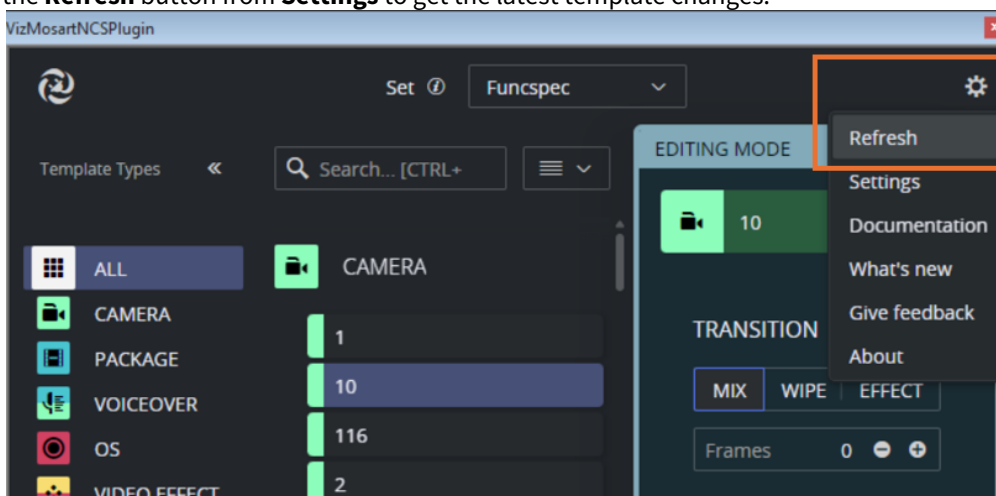 the Refresh button from Settings to get the latest template changes.
VizMosartNCSPlugin
Set
Funcspec
Template Types
Search... [CTRL+
ALL
CAMERA
PACKAGE
VOICEOVER
OS
VIDEO EFFECT
CAMERA
1
10
116
2
EDITING MODE
10
TRANSITION
MIX WIPE EFFECT
Frames 0
Refresh
Settings
Documentation
What's new
Give feedback
About